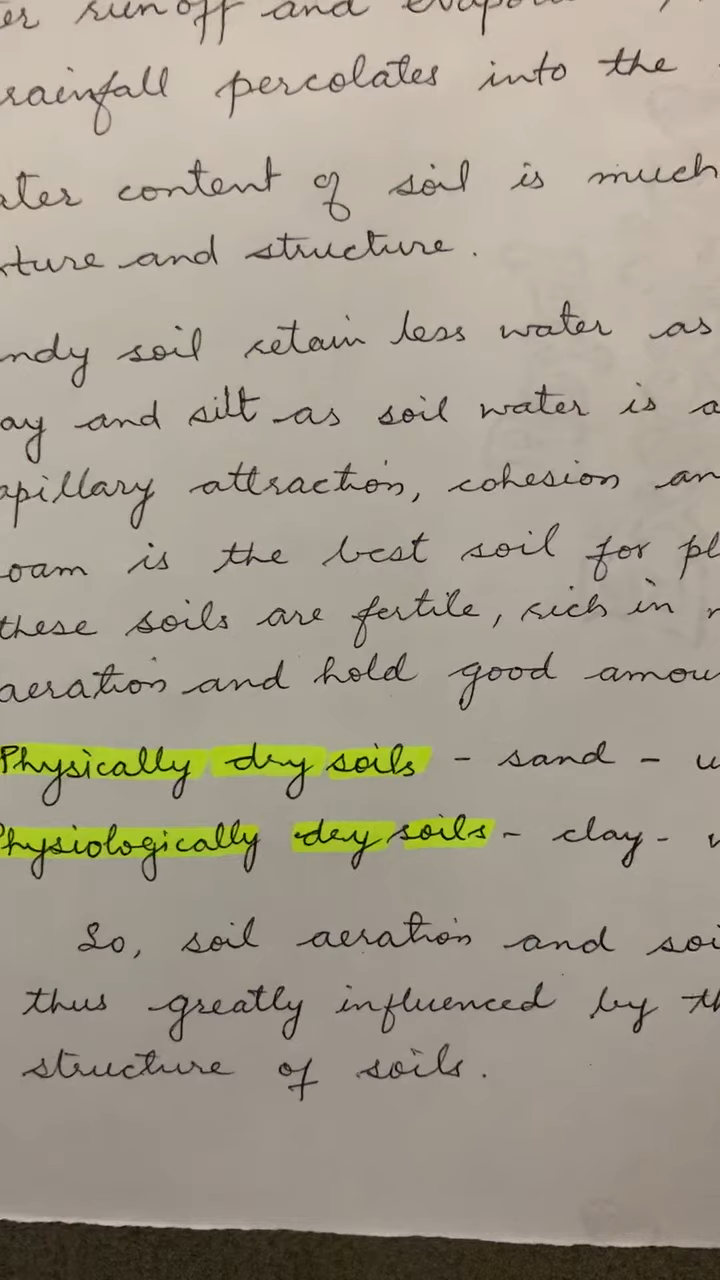 er runoff and
rainfall percolates into the
ater content of soil is much
xture and structure.
ndy soil retain less water as
ay and silt as soil water is a
apillary attraction, cohesion an
oam is the best soil for pl
these soils are fertile, rich in
aeration and hold good amou
Physically dry soils - sand -
Physiologically dry soils - clay -
So, soil aeration and soi
thus greatly influenced by th
structure of soils.